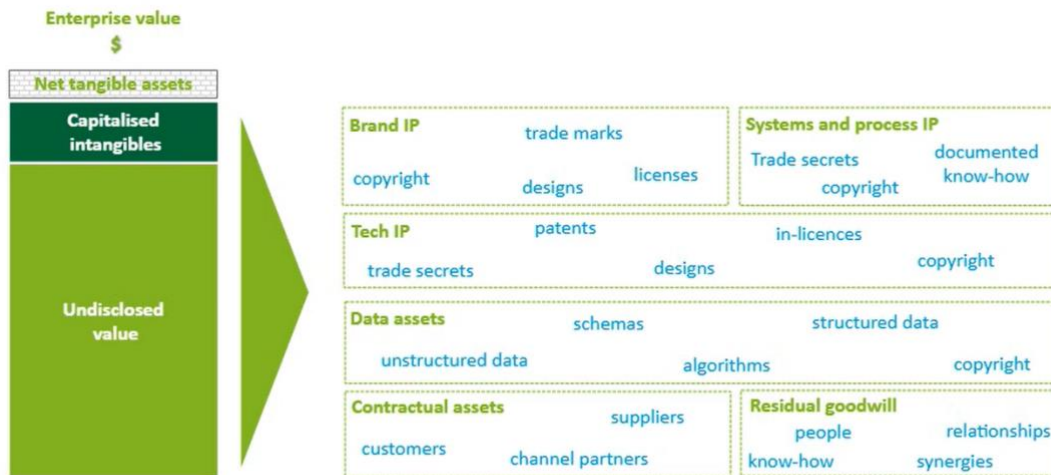 Enterprise value
$
Net tangible assets
Capitalised
intangibles
Undisclosed
value
Brand IP
trade marks
copyright
designs
licenses
Systems and process IP
Trade secrets
documented
know-how
copyright
Tech IP
patents
in-licences
trade secrets
designs
copyright
Data assets
schemas
structured data
unstructured data
algorithms
copyright
Contractual assets
suppliers
customers
channel partners
Residual goodwill
people
relationships
know-how
synergies